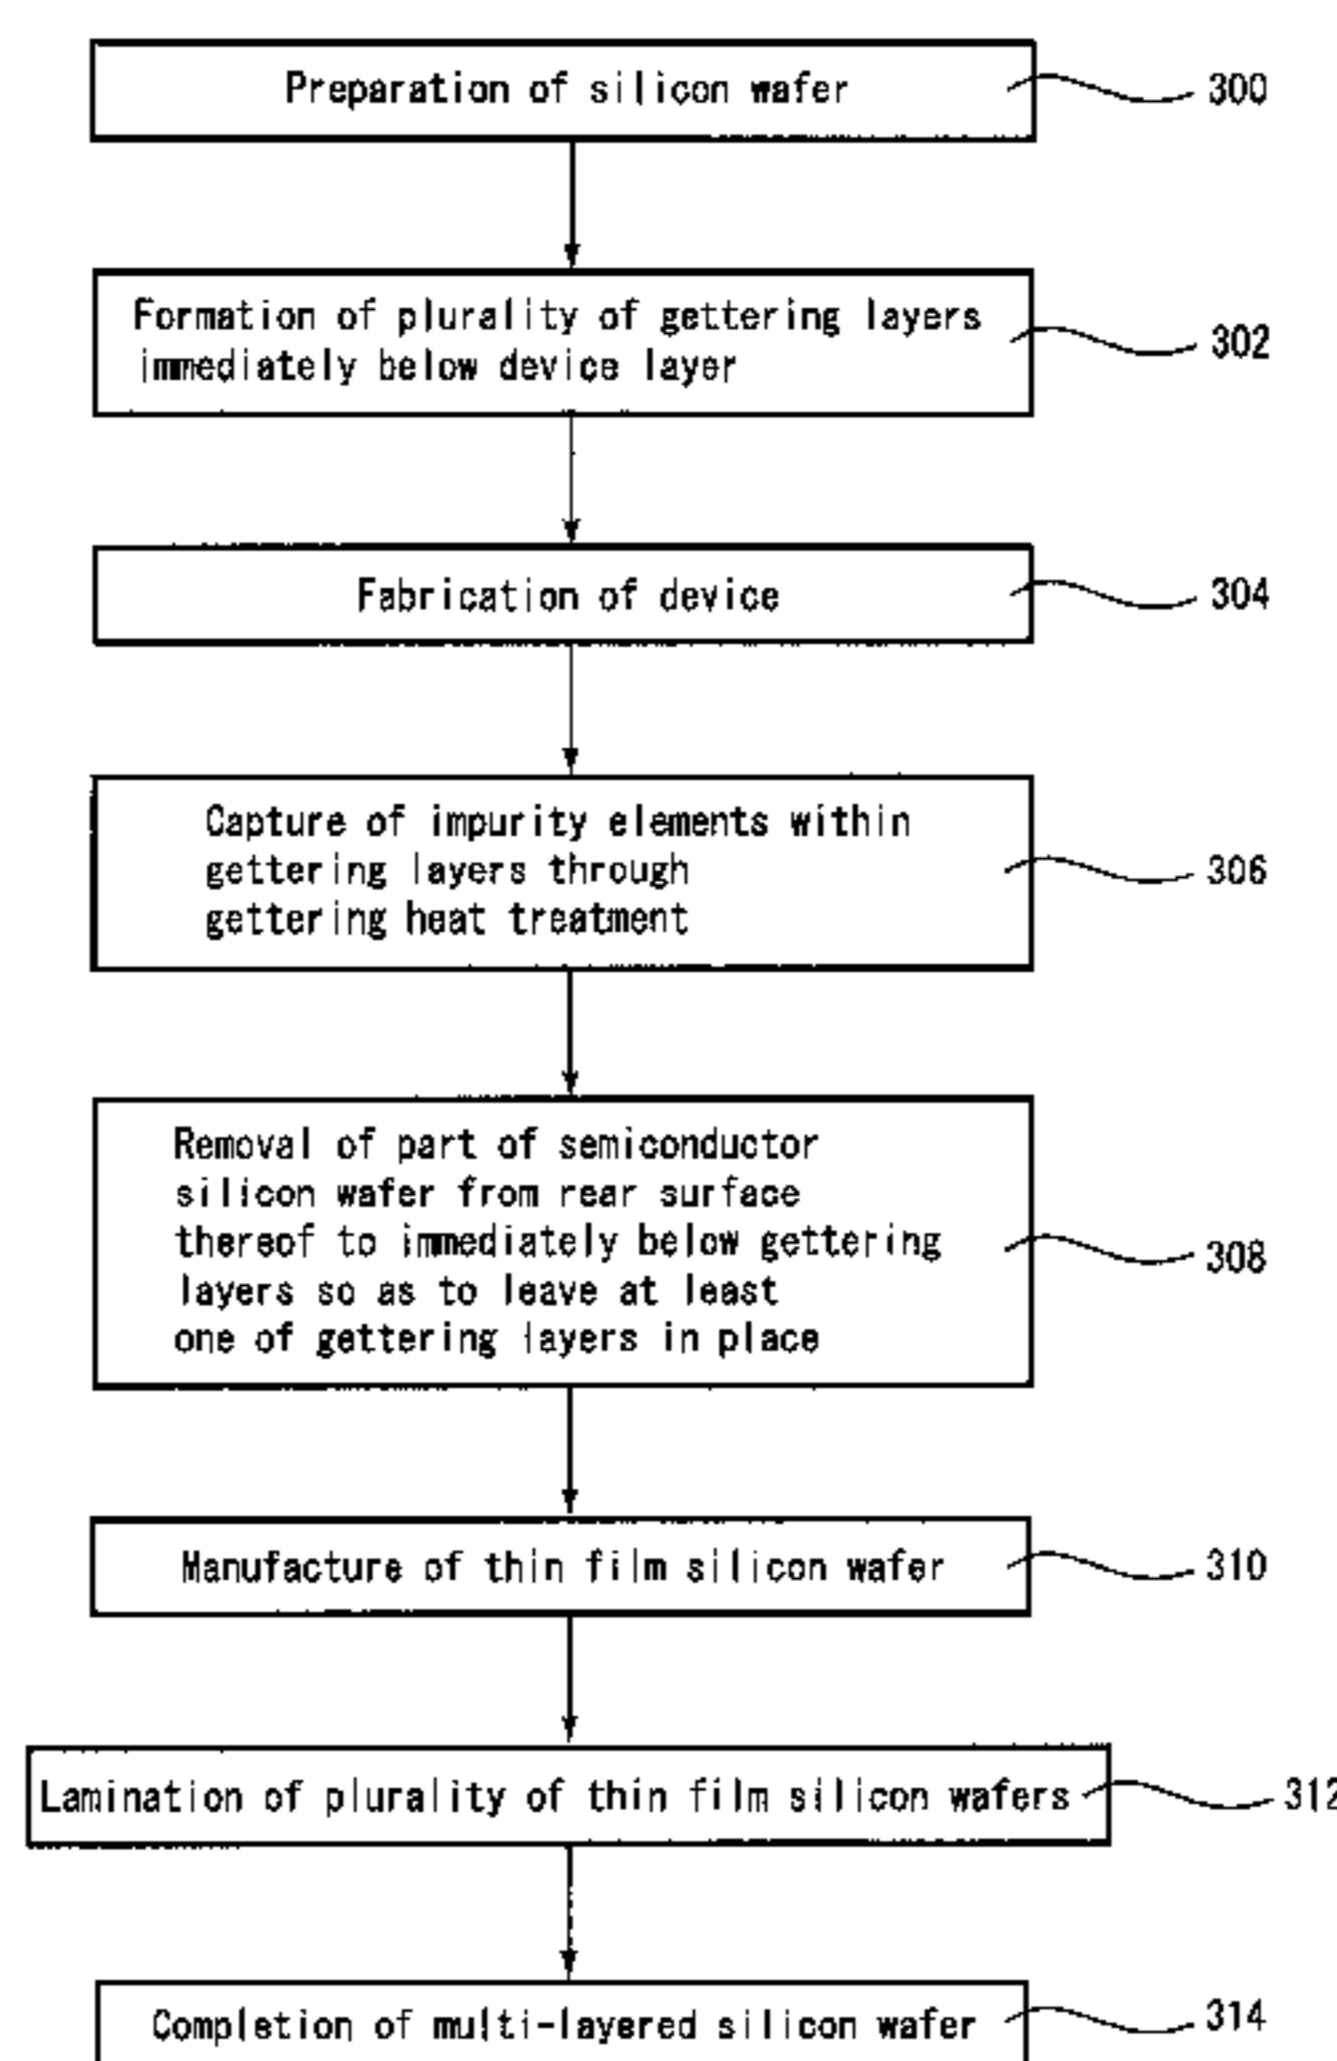 Preparation of silicon wafer
300
Formation of plurality of gettering layers
immediately below device layer
302
Fabrication of device
304
Capture of impurity elements within
gettering layers through
gettering heat treatment
306
Removal of part of semiconductor
silicon wafer from rear surface
thereof to immediately below gettering
layers so as to leave at least
one of gettering layers in place
308
Manufacture of thin film silicon wafer
310
Lamination of plurality of thin film silicon wafers
312
Completion of multi-layered silicon wafer
314